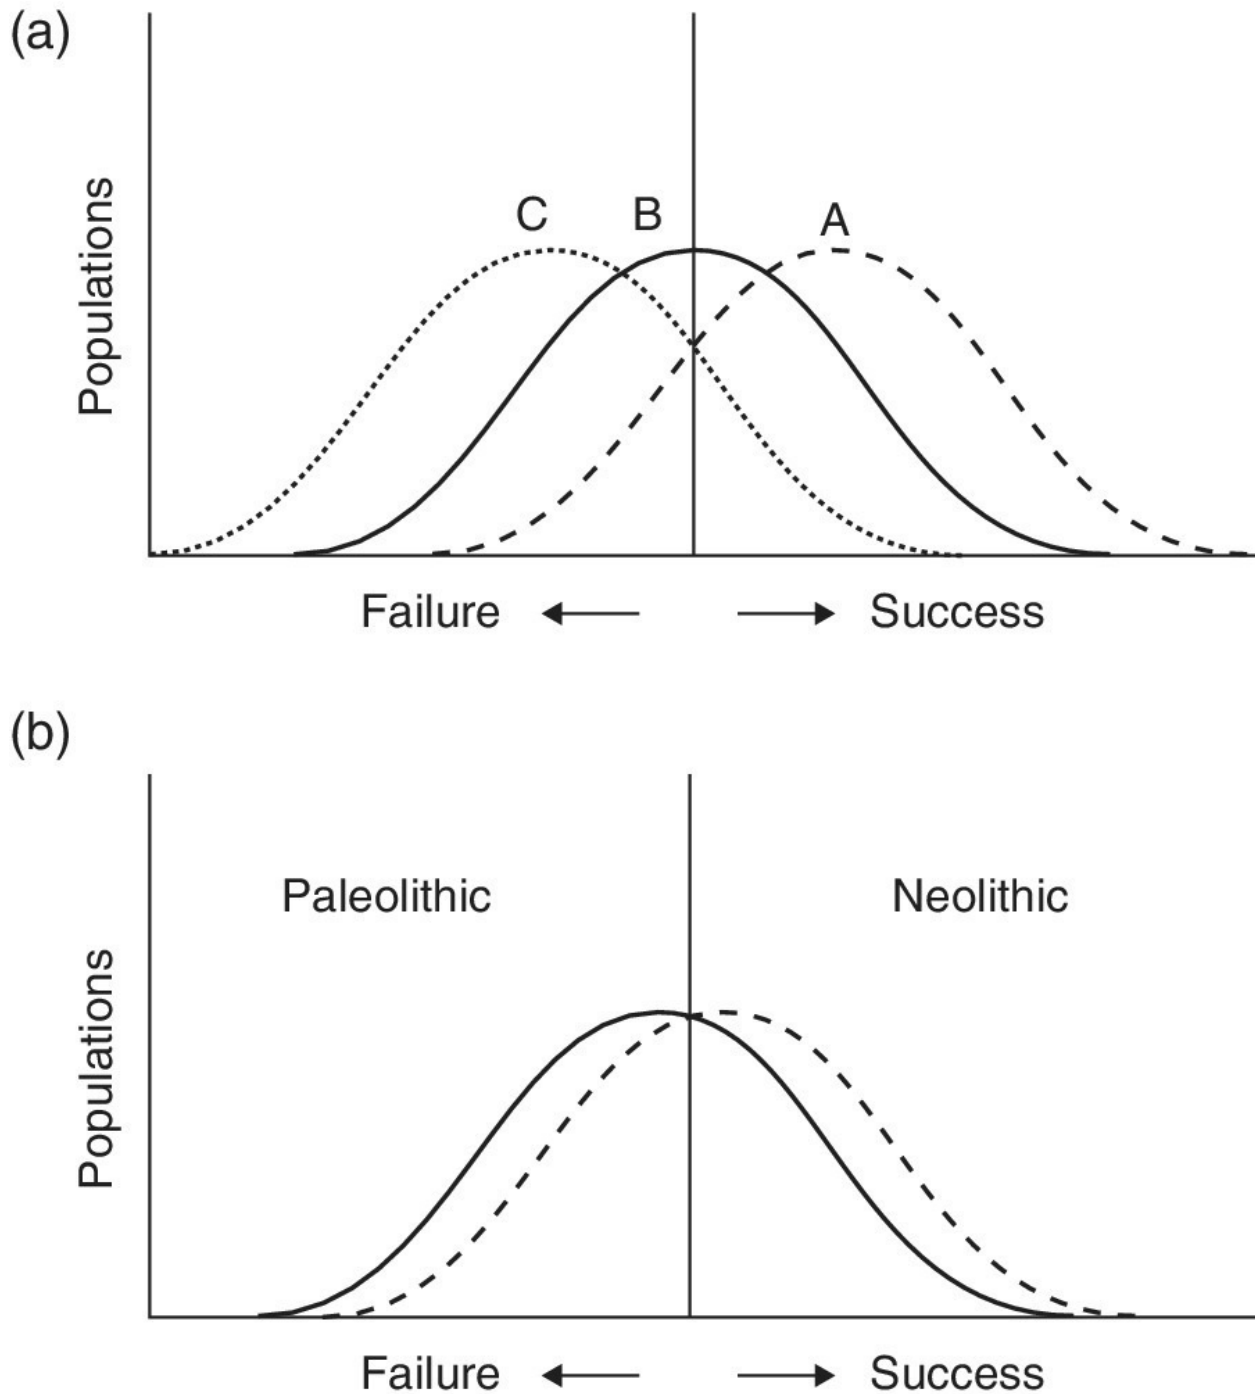 (a)
Populations
C B A
Failure Success
(b)
Paleolithic Neolithic
Populations
Failure Success